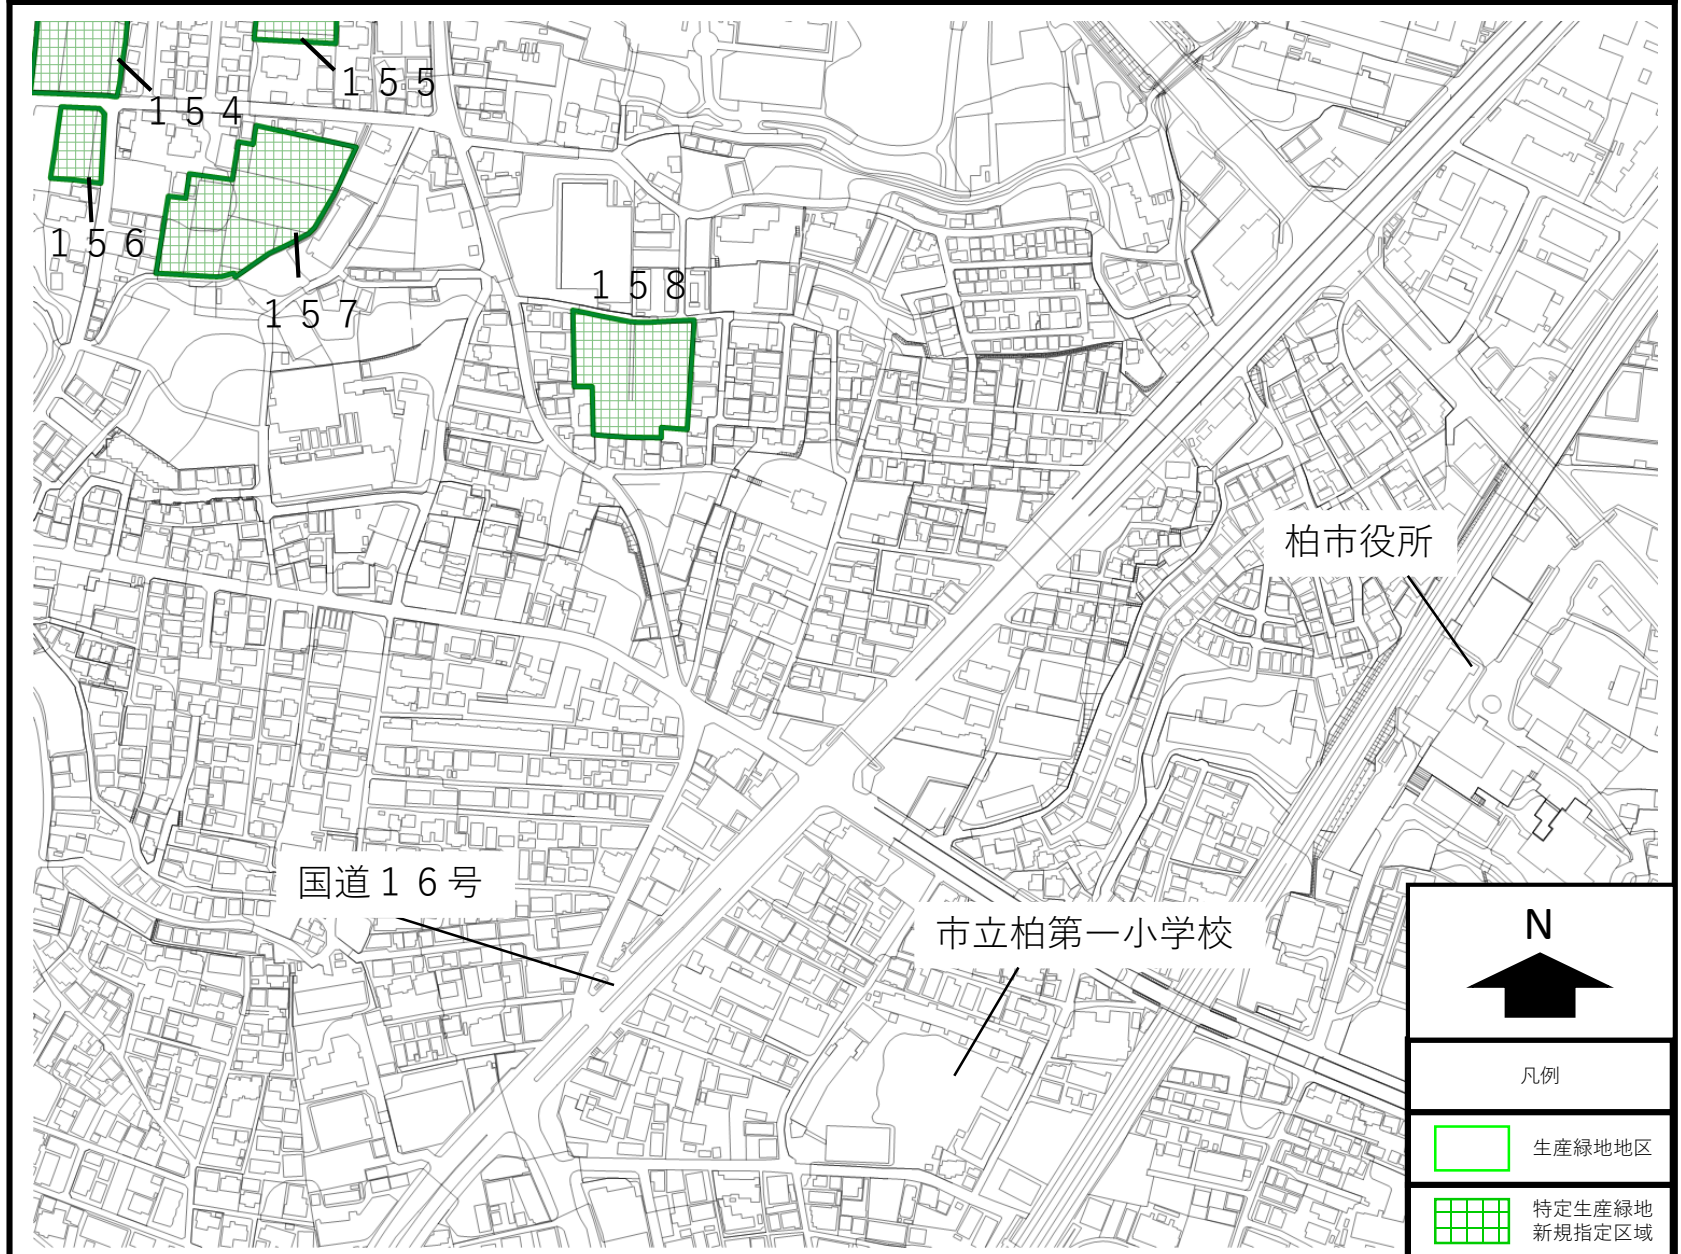 １５５
１５４
１５６
１５７
１５８
柏市役所
国道１６号
市立柏第一小学校
N
凡例
生産緑地地区
特定生産緑地
新規指定区域